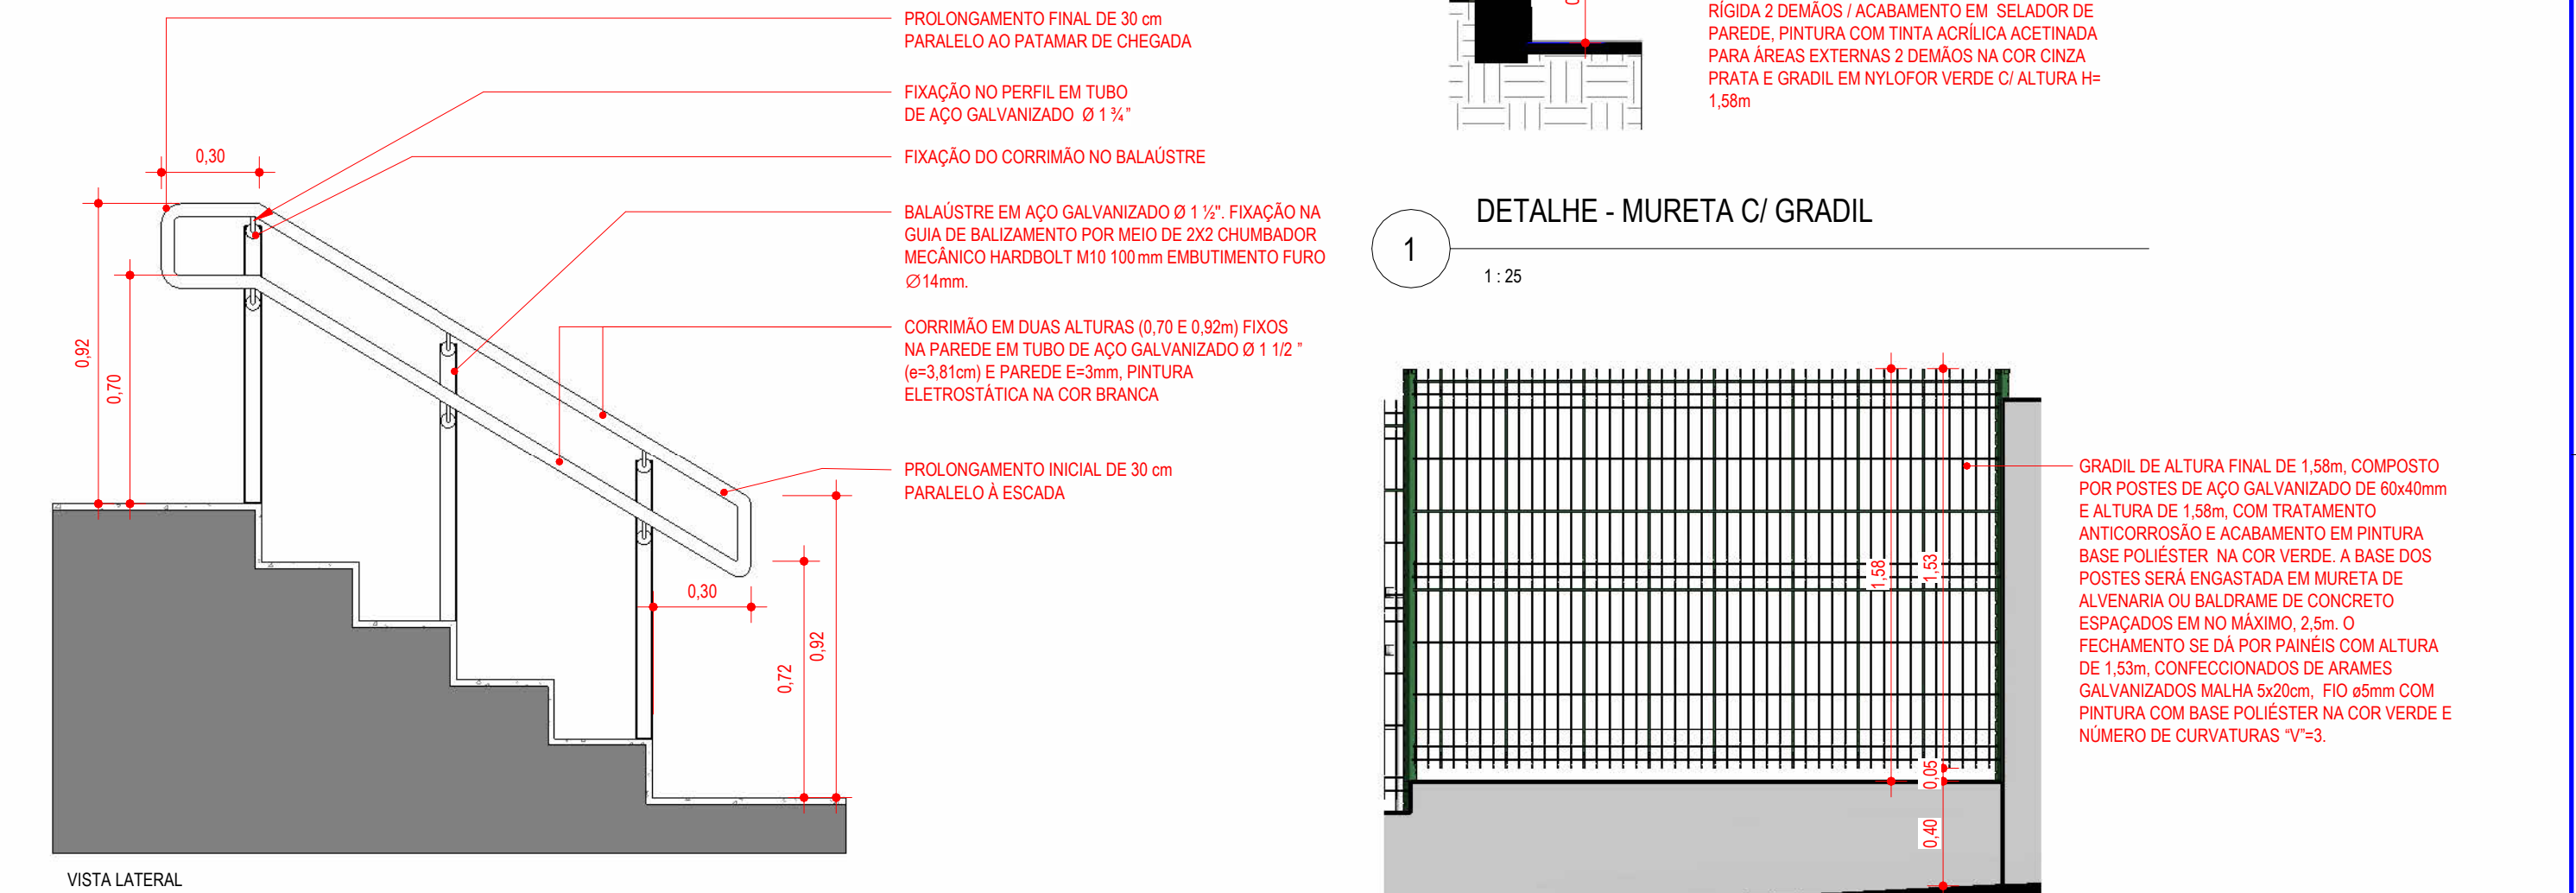 PROLONGAMENTO FINAL DE 30 cm
PARALELO AO PATAMAR DE CHEGADA
FIXAÇÃO NO PERFIL EM TUBO
DE AÇO GALVANIZADO Ø 1 ¾"
FIXAÇÃO DO CORRIMÃO NO BALAÚSTRE
BALAÚSTRE EM AÇO GALVANIZADO Ø 1 ½". FIXAÇÃO NA
GUIA DE BALIZAMENTO POR MEIO DE 2X2 CHUMBADOR
MECÂNICO HARDBOLT M10 100mm EMBUTIMENTO FURO
∅14mm.
CORRIMÃO EM DUAS ALTURAS (0,70 E 0,92m) FIXOS
NA PAREDE EM TUBO DE AÇO GALVANIZADO Ø 1 1/2 "
(e=3,81cm) E PAREDE E=3mm, PINTURA
ELETROSTÁTICA NA COR BRANCA
PROLONGAMENTO INICIAL DE 30 cm
PARALELO À ESCADA
0,30
0,92
0,70
0,30
0,72
0,92
VISTA LATERAL
RÍGIDA 2 DEMÃOS / ACABAMENTO EM SELADOR DE
PAREDE, PINTURA COM TINTA ACRÍLICA ACETINADA
PARA ÁREAS EXTERNAS 2 DEMÃOS NA COR CINZA
PRATA E GRADIL EM NYLOFOR VERDE C/ ALTURA H=
1,58m
1
DETALHE - MURETA C/ GRADIL
1 : 25
1,58
1,53
0,05
0,40
GRADIL DE ALTURA FINAL DE 1,58m, COMPOSTO
POR POSTES DE AÇO GALVANIZADO DE 60x40mm
E ALTURA DE 1,58m, COM TRATAMENTO
ANTICORROSÃO E ACABAMENTO EM PINTURA
BASE POLIÉSTER NA COR VERDE. A BASE DOS
POSTES SERÁ ENGASTADA EM MURETA DE
ALVENARIA OU BALDRAME DE CONCRETO
ESPAÇADOS EM NO MÁXIMO, 2,5m. O
FECHAMENTO SE DÁ POR PAINÉIS COM ALTURA
DE 1,53m, CONFECCIONADOS DE ARAMES
GALVANIZADOS MALHA 5x20cm, FIO ø5mm COM
PINTURA COM BASE POLIÉSTER NA COR VERDE E
NÚMERO DE CURVATURAS “V”=3.